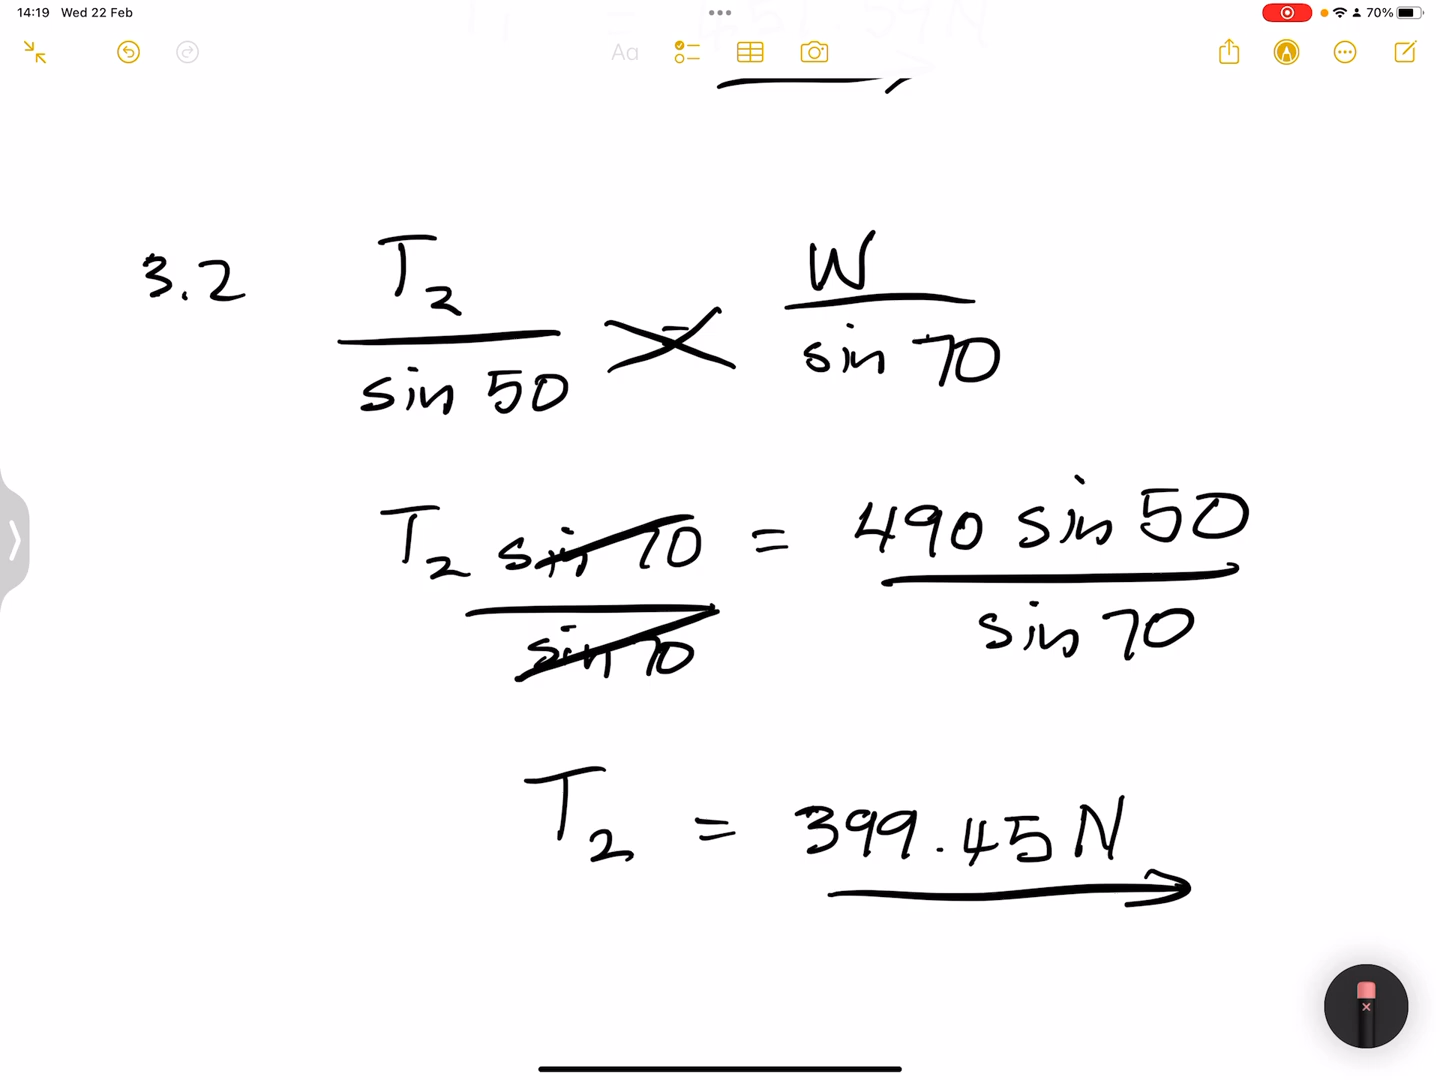 14:19 Wed 22 Feb 70%
Aa
3.2 T₂ / sin 50 = W / sin 70
T₂ sin 70 / sin 70 = 490 sin 50 / sin 70
T₂ = 399.45 N